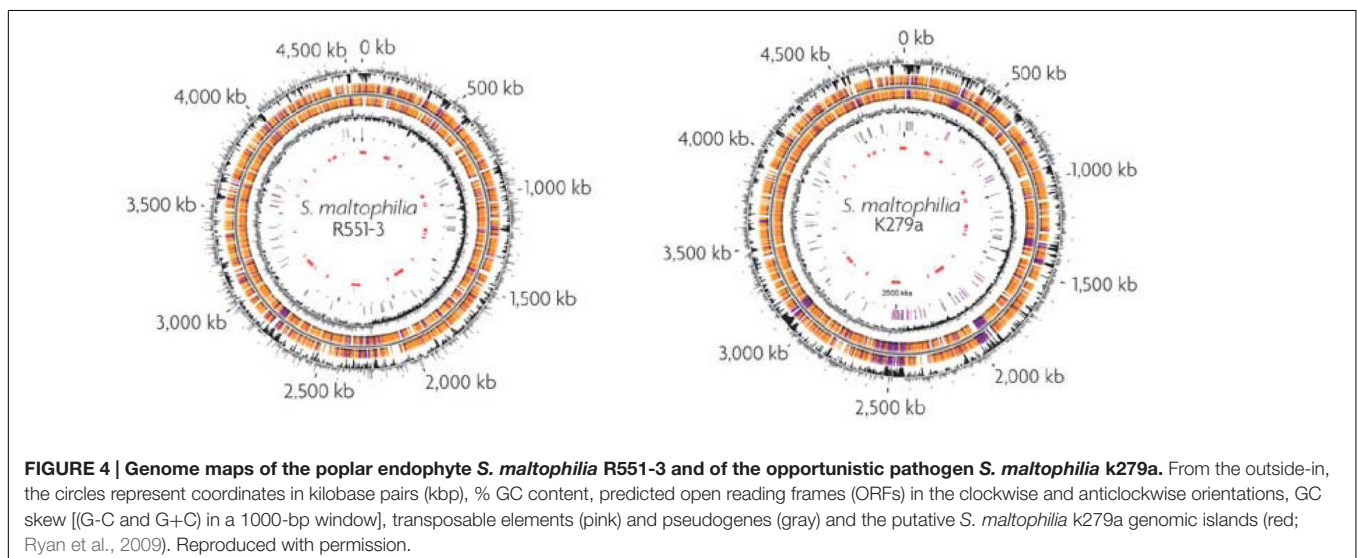 4,500 kb
0 kb
500 kb
1,000 kb
1,500 kb
2,000 kb
2,500 kb
3,000 kb
3,500 kb
4,000 kb
S. maltophilia
R551-3
4,500 kb
0 kb
500 kb
1,000 kb
1,500 kb
2,000 kb
2,500 kb
3,000 kb
3,500 kb
4,000 kb
S. maltophilia
K279a
2500 kbp
FIGURE 4 | Genome maps of the poplar endophyte S. maltophilia R551-3 and of the opportunistic pathogen S. maltophilia k279a. From the outside-in,
the circles represent coordinates in kilobase pairs (kbp), % GC content, predicted open reading frames (ORFs) in the clockwise and anticlockwise orientations, GC
skew [(G-C and G+C) in a 1000-bp window], transposable elements (pink) and pseudogenes (gray) and the putative S. maltophilia k279a genomic islands (red;
Ryan et al., 2009). Reproduced with permission.